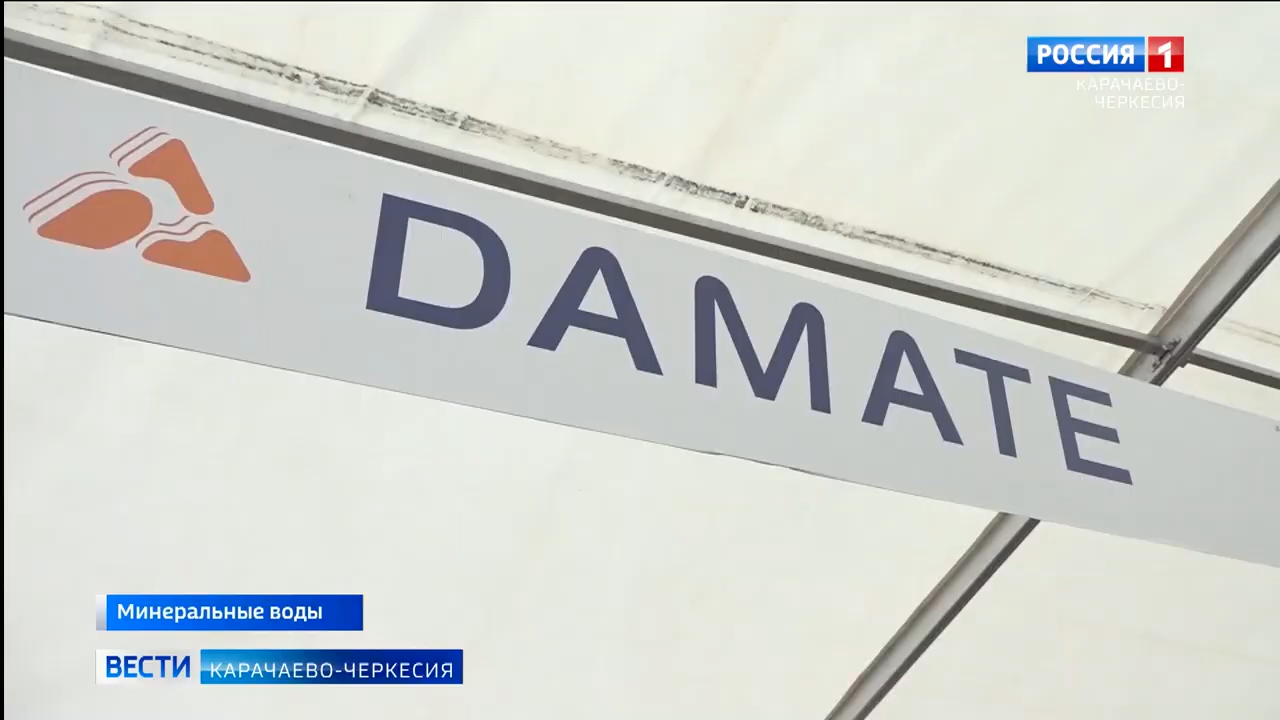 РОССИЯ 1
КАРАЧАЕВО-
ЧЕРКЕСИЯ
DAMATE
Минеральные воды
ВЕСТИ КАРАЧАЕВО-ЧЕРКЕСИЯ